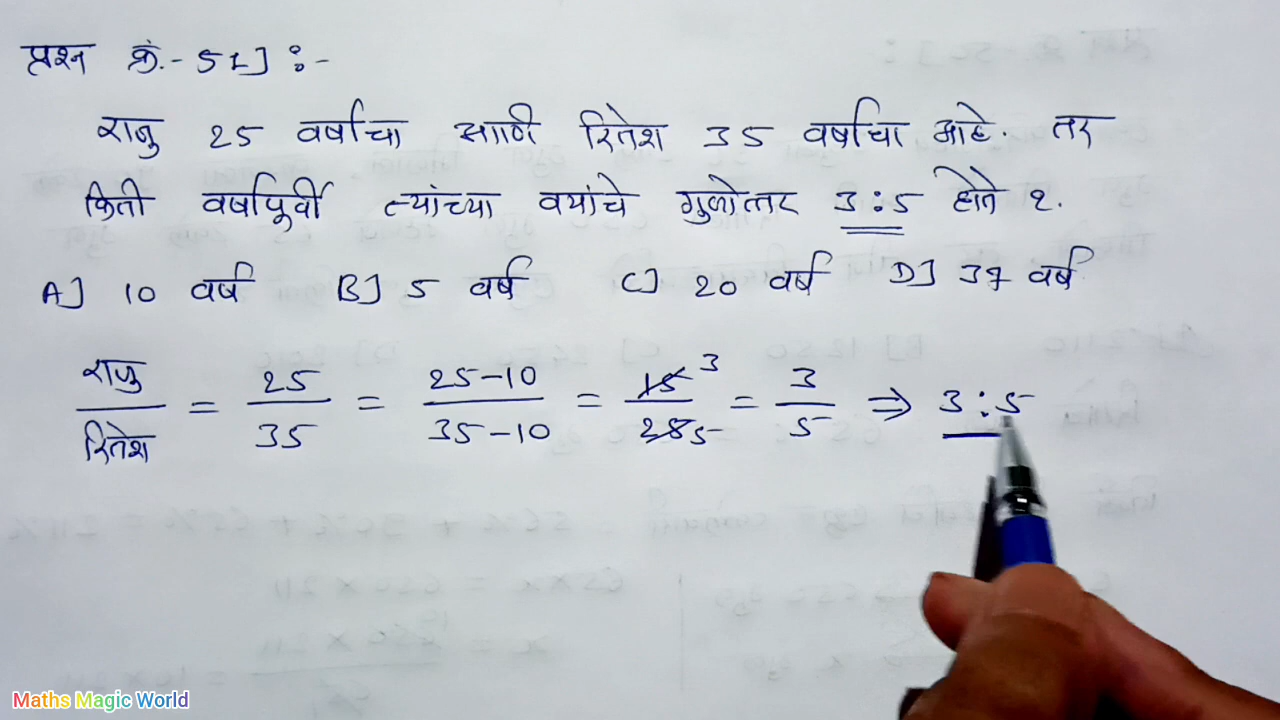 प्रश्न क्रं.- 51] :-
राजु 25 वर्षाचा आणि रितेश 35 वर्षाचा आहे. तर
किती वर्षापुर्वी त्यांच्या वयांचे गुणोत्तर 3:5 होते ?.
A] 10 वर्ष B] 5 वर्ष C] 20 वर्ष D] 37 वर्ष
राजु/रितेश = 25/35 = 25-10/35-10 = 15 3/25 5 = 3/5 ⇒ 3:5
Maths Magic World